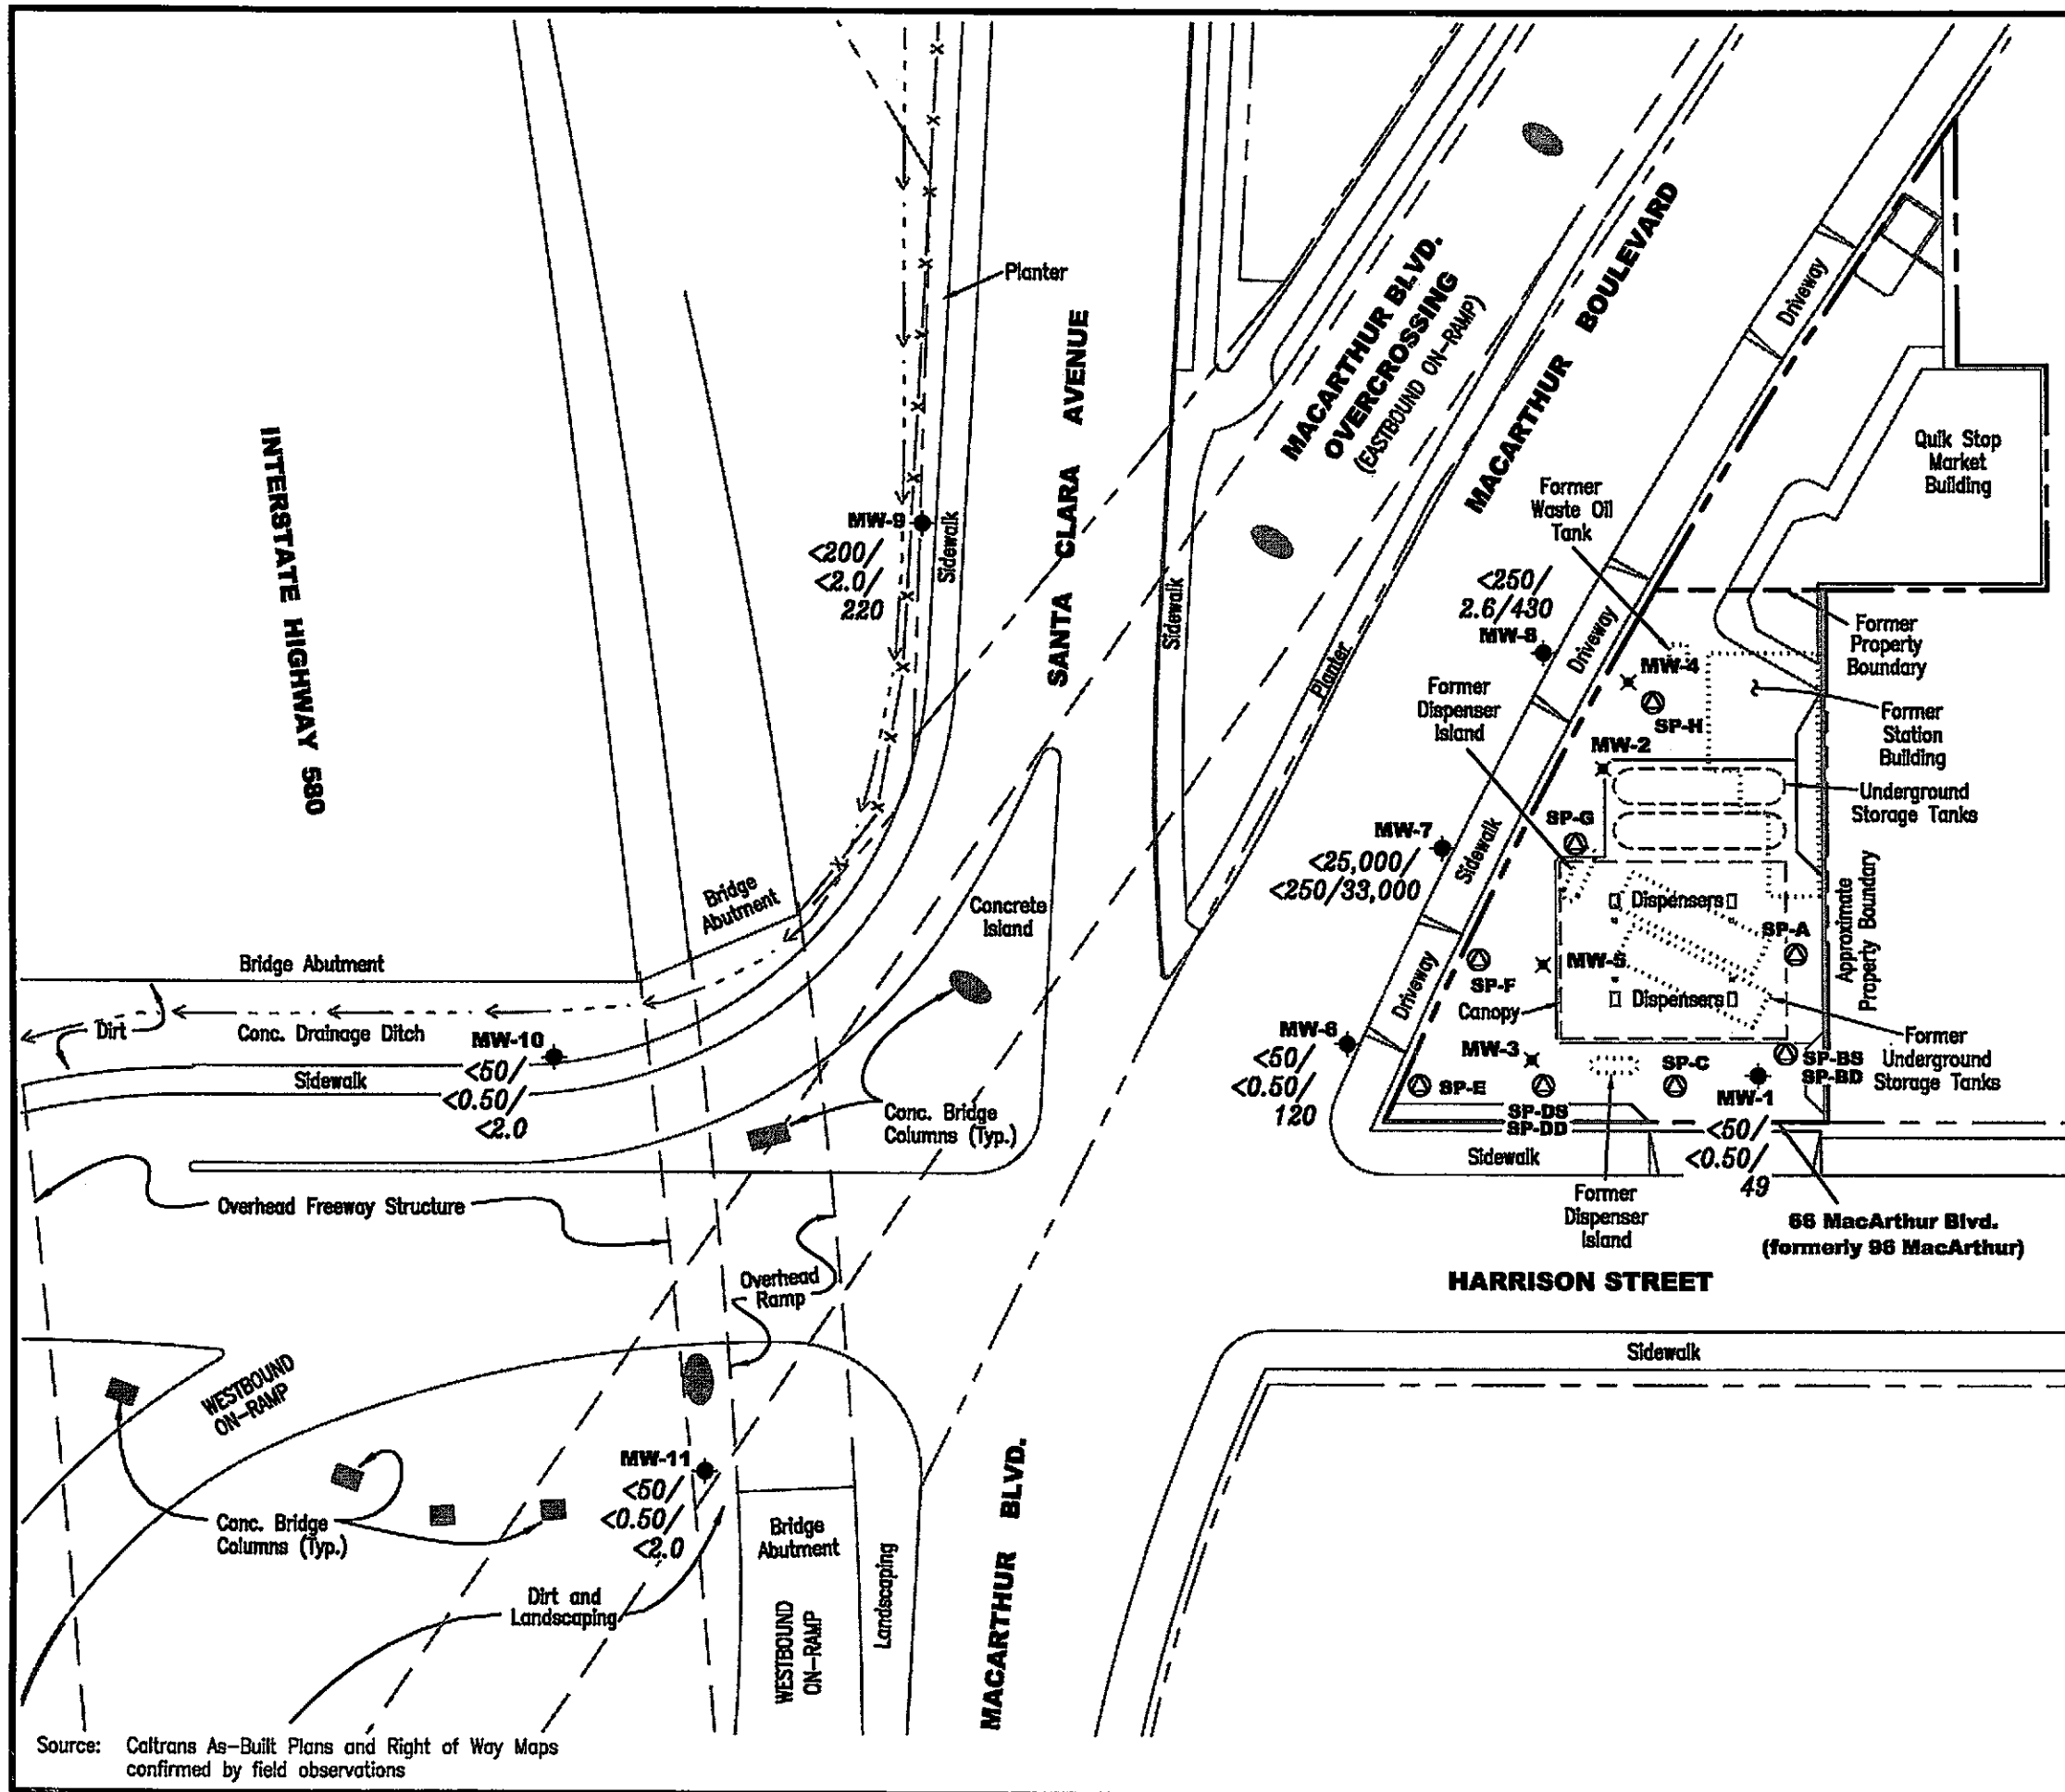 Planter
INTERSTATE HIGHWAY 580
SANTA CLARA AVENUE
MACARTHUR BLVD.
OVERCROSSING
(EASTBOUND ON-RAMP)
MACARTHUR BOULEVARD
Driveway
Quik Stop
Market
Building
Former
Waste Oil
Tank
MW-9
<200/
<2.0/
220
Sidewalk
Sidewalk
Planter
<250/
2.6/430
MW-8
Driveway
Former
Property
Boundary
MW-4
SP-H
Former
Dispenser
Island
Former
Station
Building
MW-2
Underground
Storage Tanks
SP-G
MW-7
<25,000/
<250/33,000
Sidewalk
Bridge
Abutment
Concrete
Island
Dispensers
SP-A
Approximate
Property Boundary
Bridge Abutment
Driveway
SP-F
MW-5
Canopy
Dispensers
Dirt
Conc. Drainage Ditch
MW-10
<50/
<0.50/
<2.0
Sidewalk
MW-6
<50/
<0.50/
120
MW-3
SP-E
SP-DS
SP-DD
SP-C
SP-BS
SP-BD
Former
Underground
Storage Tanks
MW-1
<50/
<0.50/
49
Conc. Bridge
Columns (Typ.)
Sidewalk
Overhead Freeway Structure
Former
Dispenser
Island
66 MacArthur Blvd.
(formerly 96 MacArthur)
Overhead
Ramp
HARRISON STREET
Sidewalk
WESTBOUND
ON-RAMP
MW-11
<50/
<0.50/
<2.0
Conc. Bridge
Columns (Typ.)
Bridge
Abutment
Dirt and
Landscaping
WESTBOUND
ON-RAMP
Landscaping
MACARTHUR BLVD.
Source: Caltrans As-Built Plans and Right of Way Maps
confirmed by field observations